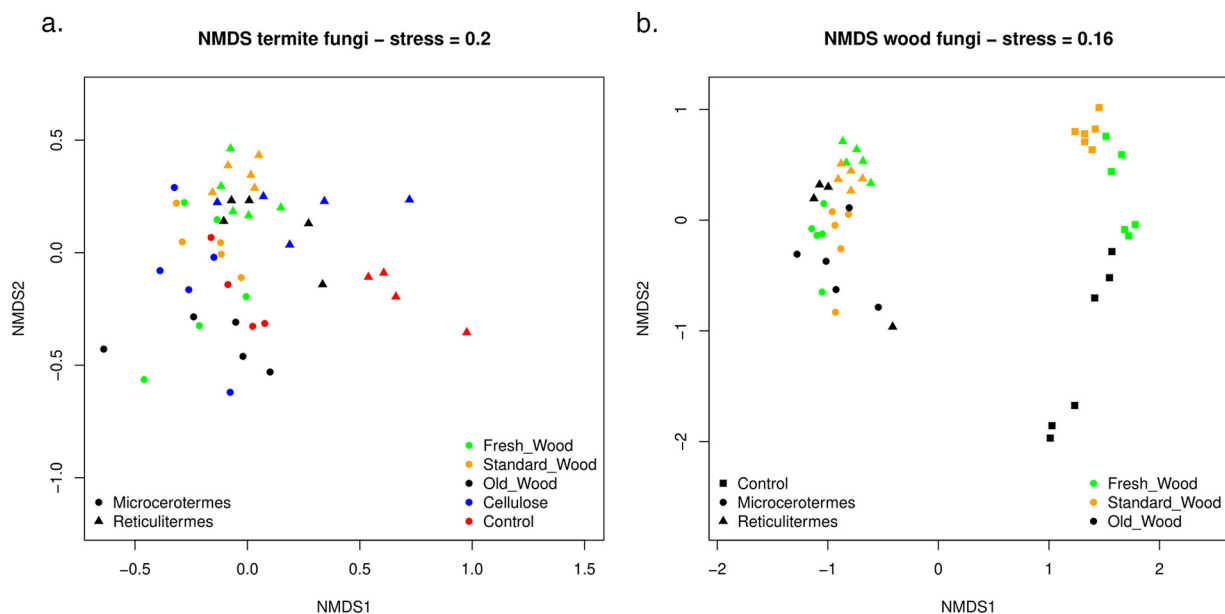 a.
NMDS termite fungi – stress = 0.2
NMDS2
0.5
0.0
−0.5
−1.0
Fresh_Wood
Standard_Wood
Old_Wood
Cellulose
Control
Microcerotermes
Reticulitermes
−0.5
0.0
0.5
1.0
1.5
NMDS1
b.
NMDS wood fungi – stress = 0.16
NMDS2
1
0
−1
−2
Control
Microcerotermes
Reticulitermes
Fresh_Wood
Standard_Wood
Old_Wood
−2
−1
0
1
2
NMDS1